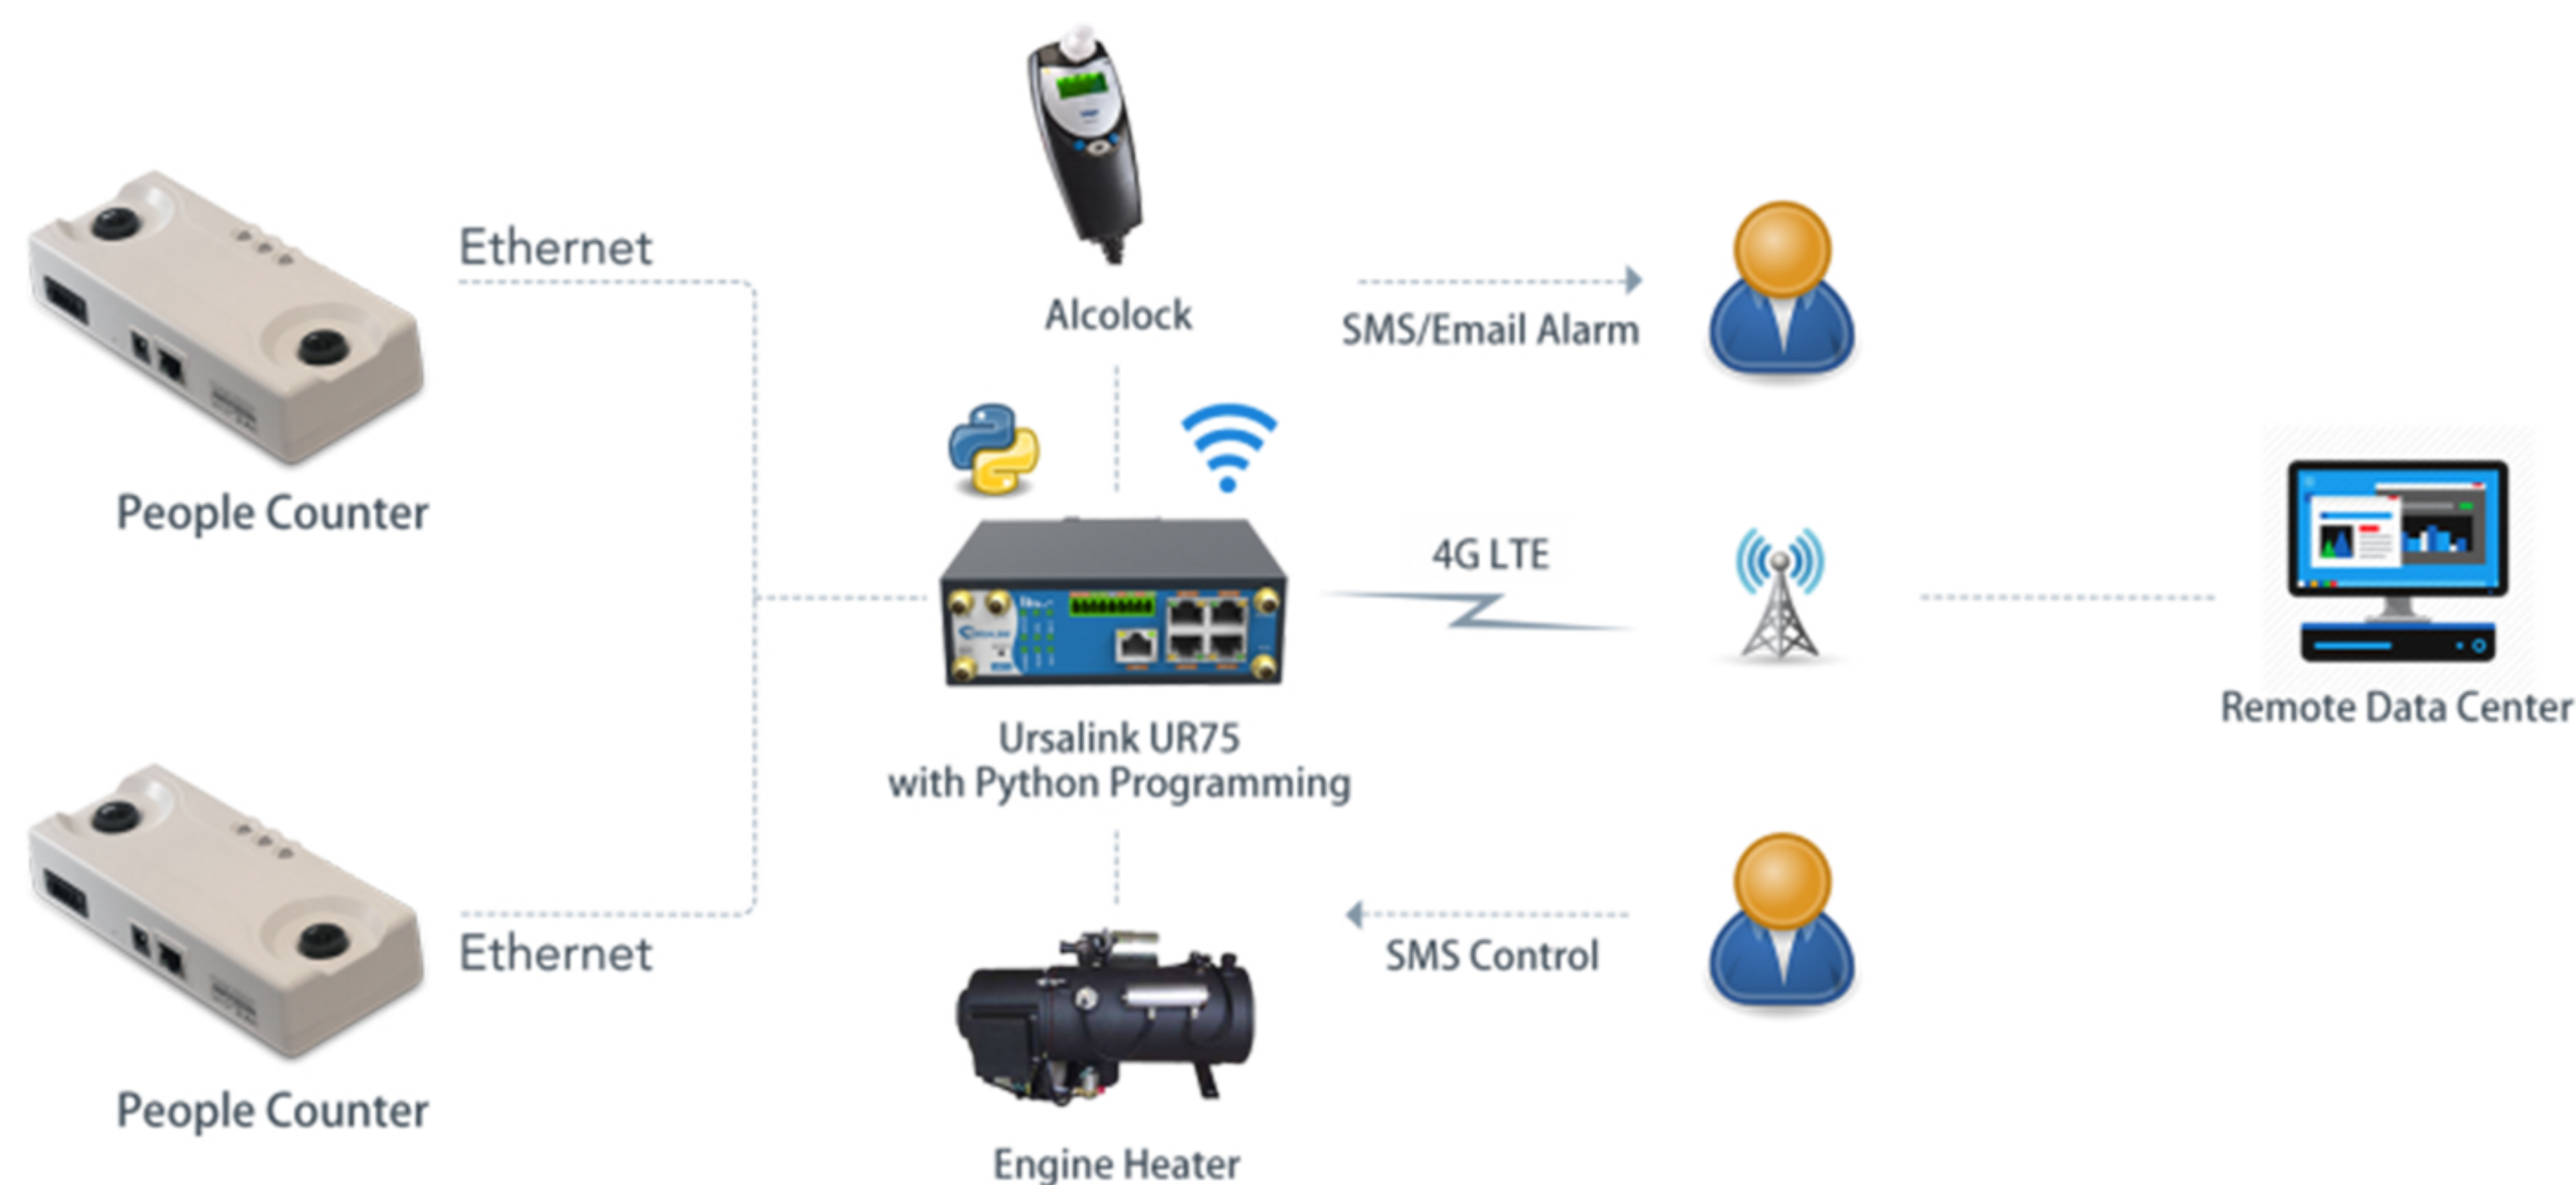 Ethernet
People Counter
Alcolock
SMS/Email Alarm
4G LTE
Ursalink UR75
with Python Programming
Remote Data Center
Ethernet
People Counter
SMS Control
Engine Heater